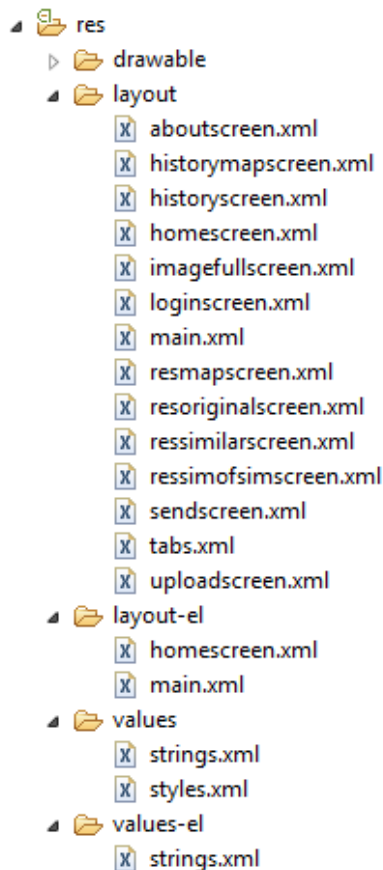 res
drawable
layout
aboutscreen.xml
historymapscreen.xml
historyscreen.xml
homescreen.xml
imagefullscreen.xml
loginscreen.xml
main.xml
resmapscreen.xml
resoriginalscreen.xml
ressimilarscreen.xml
ressimofsimscreen.xml
sendscreen.xml
tabs.xml
uploadscreen.xml
layout-el
homescreen.xml
main.xml
values
strings.xml
styles.xml
values-el
strings.xml